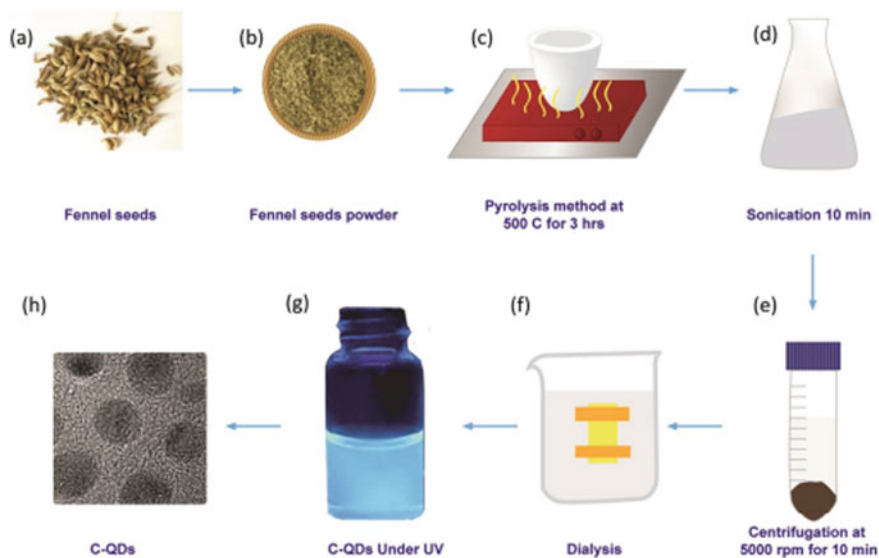 (a)
(b)
(c)
(d)
Fennel seeds
Fennel seeds powder
Pyrolysis method at
500 C for 3 hrs
Sonication 10 min
(h)
(g)
(f)
(e)
C-QDs
C-QDs Under UV
Dialysis
Centrifugation at
5000 rpm for 10 min